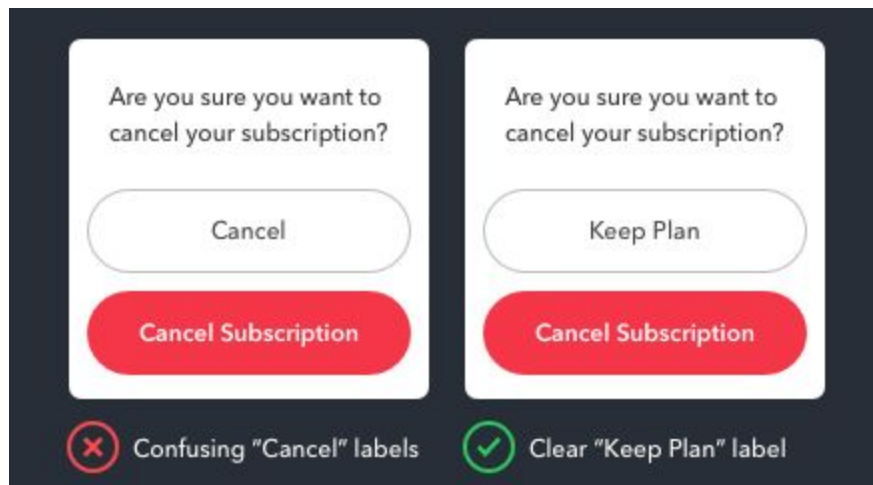 Are you sure you want to
cancel your subscription?
Cancel
Cancel Subscription
Confusing "Cancel" labels
Are you sure you want to
cancel your subscription?
Keep Plan
Cancel Subscription
Clear "Keep Plan" label